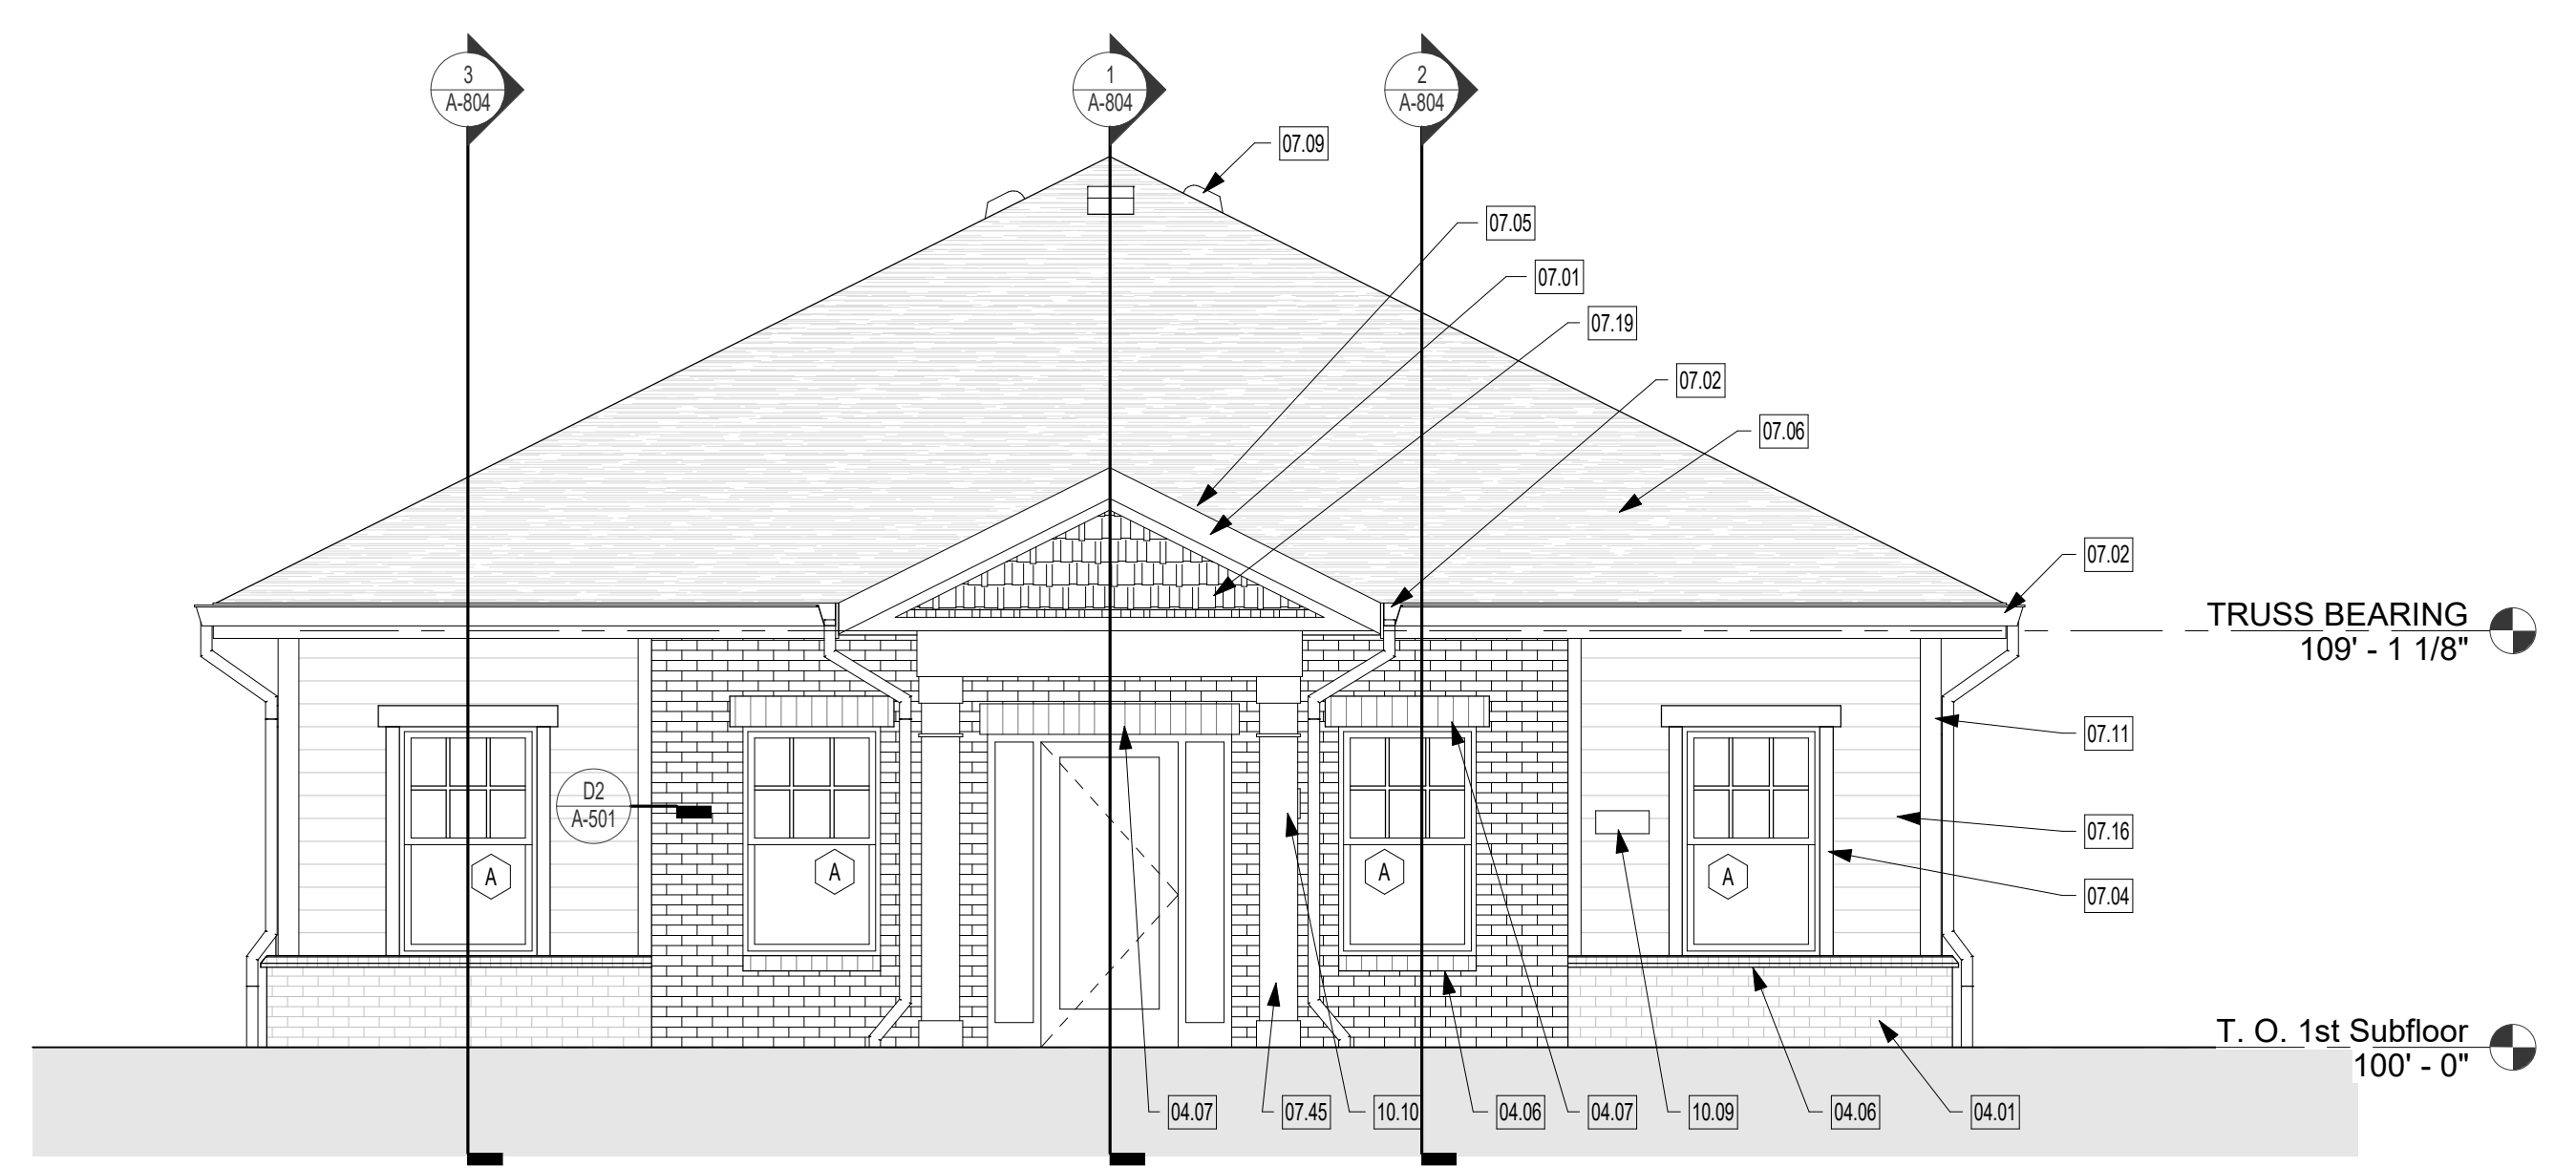 3
A-804
1
A-804
2
A-804
07.09
07.05
07.01
07.19
07.02
07.06
07.02
TRUSS BEARING
109' - 1 1/8"
07.11
D2
A-501
07.16
A
A
A
A
07.04
T. O. 1st Subfloor
100' - 0"
04.07
07.45
10.10
04.06
04.07
10.09
04.06
04.01